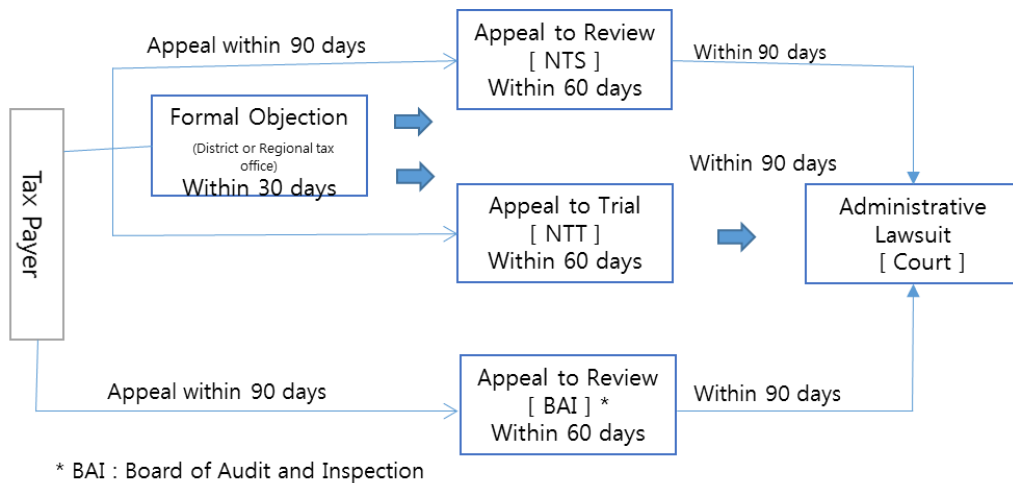 Appeal within 90 days
Appeal to Review
[ NTS ]
Within 60 days
Within 90 days
Tax Payer
Formal Objection
(District or Regional tax
office)
Within 30 days
Within 90 days
Appeal to Trial
[ NTT ]
Within 60 days
Administrative
Lawsuit
[ Court ]
Appeal within 90 days
Appeal to Review
[ BAI ] *
Within 60 days
Within 90 days
* BAI : Board of Audit and Inspection